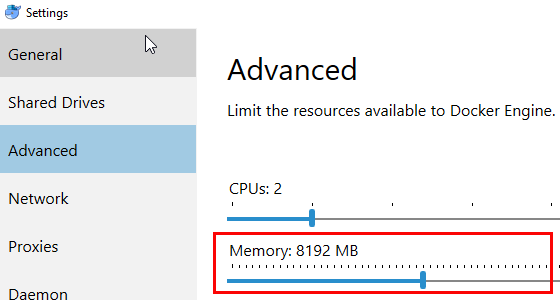 Settings
General
Shared Drives
Advanced
Network
Proxies
Daemon
Advanced
Limit the resources available to Docker Engine.
CPUs: 2
Memory: 8192 MB